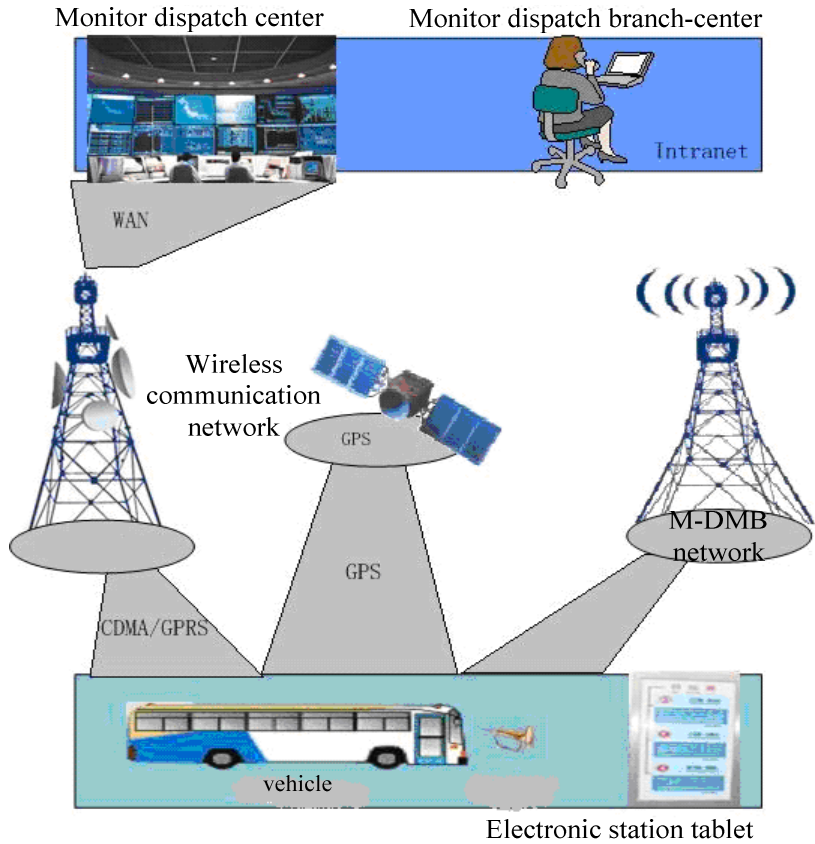 Monitor dispatch center
Monitor dispatch branch-center
Intranet
WAN
Wireless
communication
network
GPS
M-DMB
network
GPS
CDMA/GPRS
vehicle
Electronic station tablet